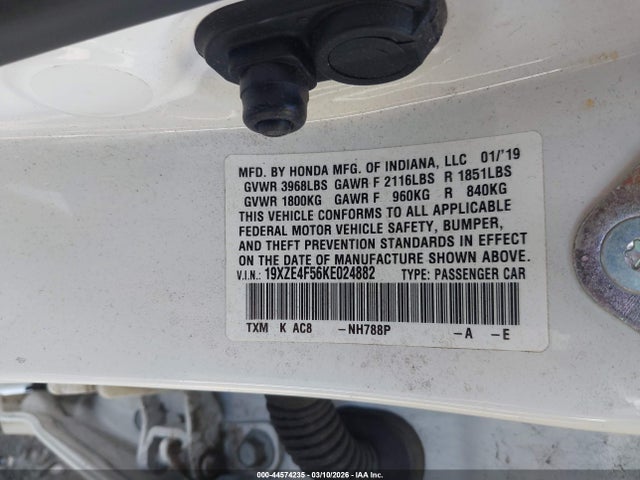 MFD. BY HONDA MFG. OF INDIANA, LLC 01/'19
GVWR 3968LBS GAWR F 2116LBS R 1851LBS
GVWR 1800KG GAWR F 960KG R 840KG
THIS VEHICLE CONFORMS TO ALL APPLICABLE
FEDERAL MOTOR VEHICLE SAFETY, BUMPER,
AND THEFT PREVENTION STANDARDS IN EFFECT
ON THE DATE OF MANUFACTURE SHOWN ABOVE.
V.I.N.: 19XZE4F56KE024882 TYPE: PASSENGER CAR
TXM K AC8 -NH788P -A -E
000-44574235 - 03/10/2026 - IAA Inc.